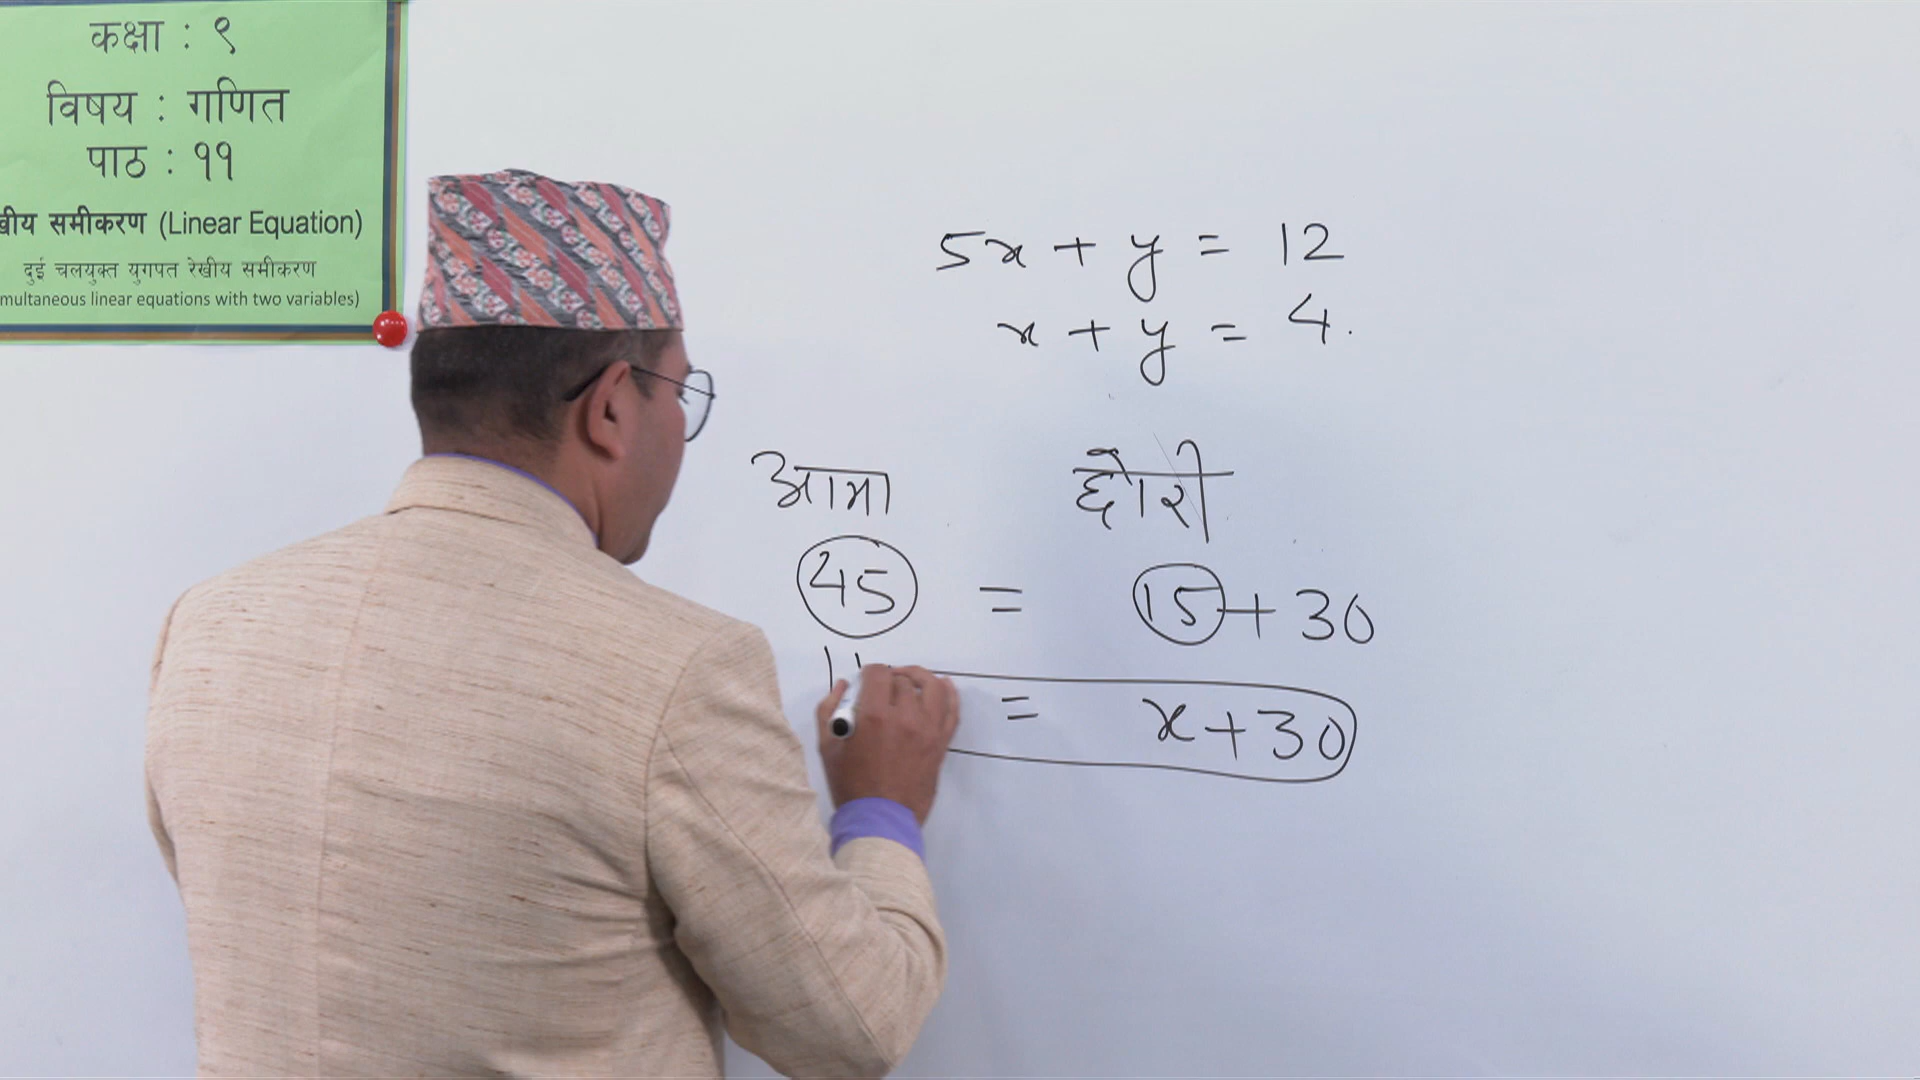 कक्षा : ९
विषय : गणित
पाठ : ११
समीकरण (Linear Equation)
दुई चलयुक्त युगपत रेखीय समीकरण
linear equations with two variables)
5x + y = 12
x + y = 4.
आमा छोरी
45 = 15 + 30
= x + 30